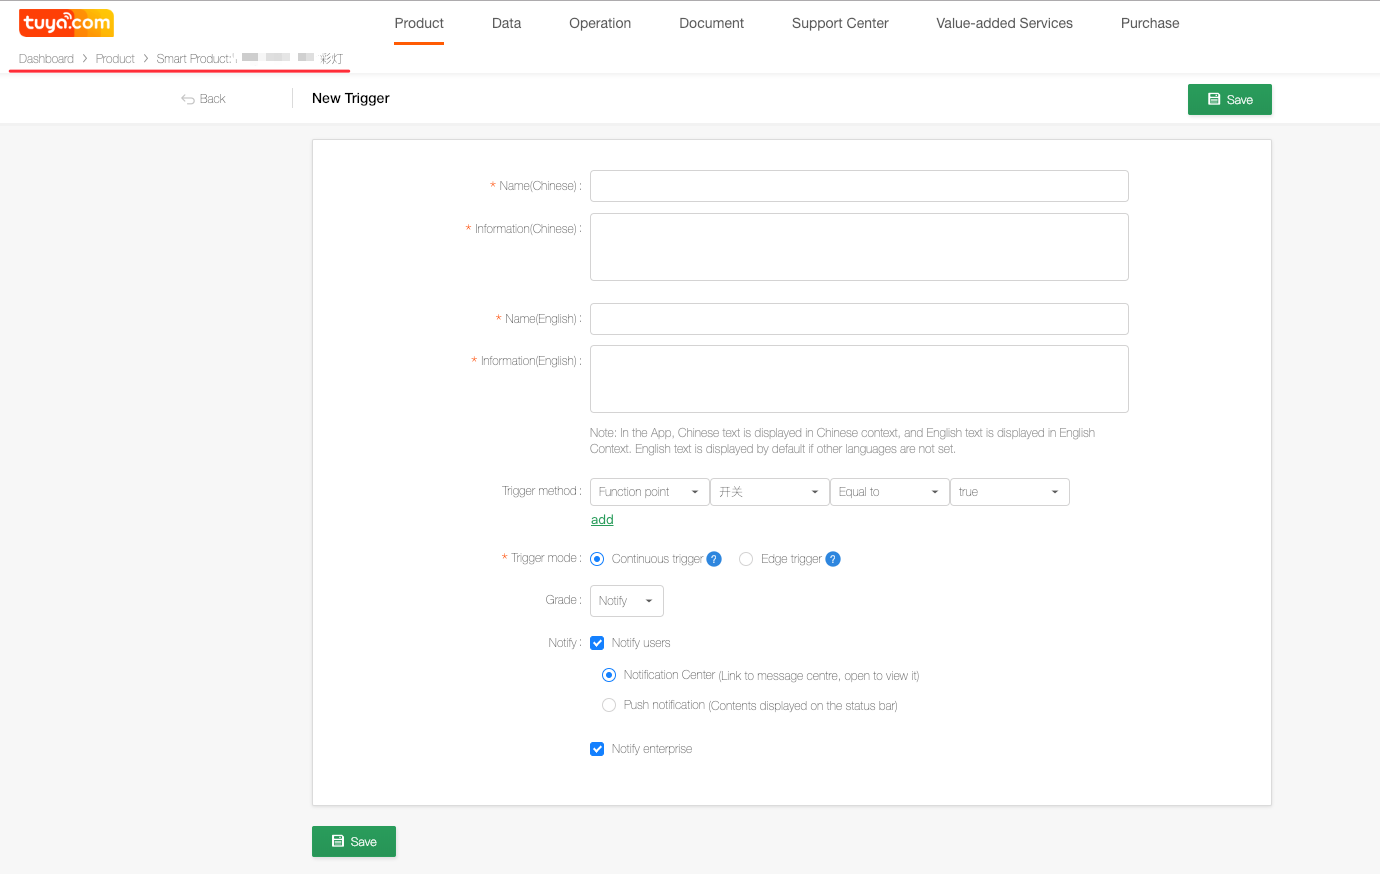 tuya.com
Product Data Operation Document Support Center Value-added Services Purchase
Dashboard > Product > Smart Product: 彩灯
Back New Trigger Save
* Name(Chinese) :
* Information(Chinese) :
* Name(English) :
* Information(English) :
Note: In the App, Chinese text is displayed in Chinese context, and English text is displayed in English
Context. English text is displayed by default if other languages are not set.
Trigger method : Function point 开关 Equal to true
add
* Trigger mode : Continuous trigger ? Edge trigger ?
Grade : Notify
Notify : Notify users
Notification Center (Link to message centre, open to view it)
Push notification (Contents displayed on the status bar)
Notify enterprise
Save